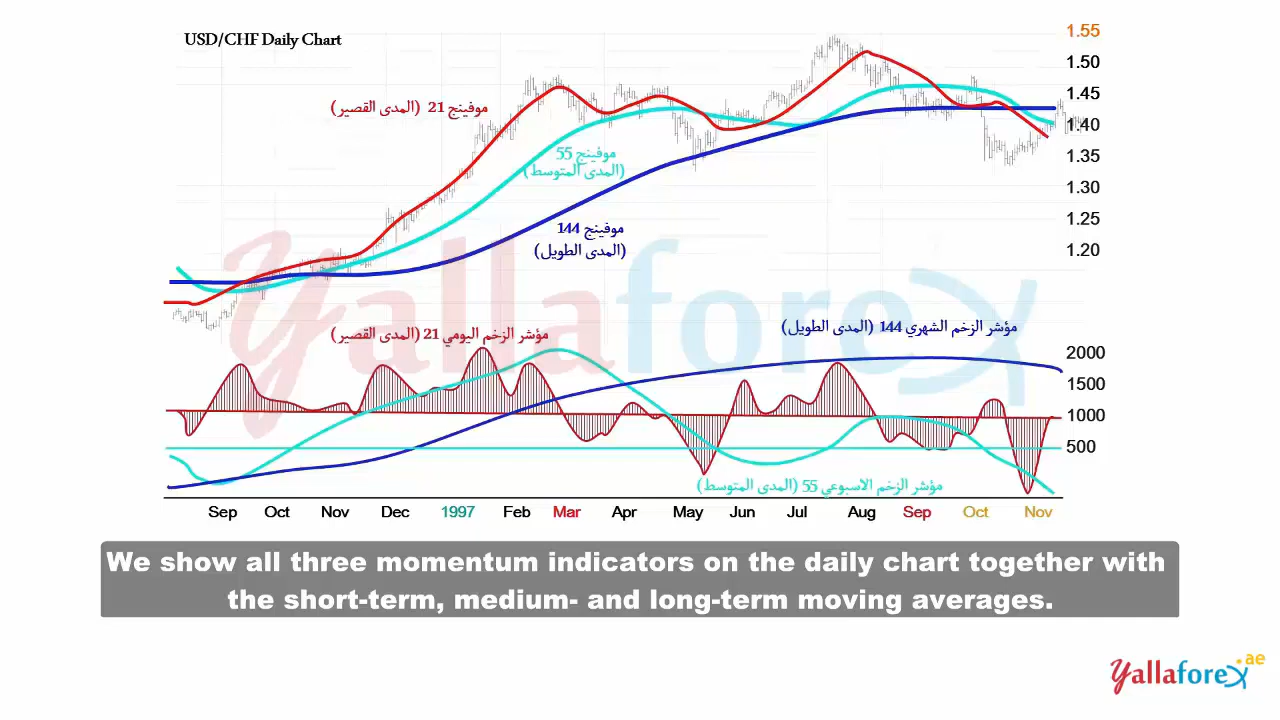 USD/CHF Daily Chart
1.55
1.50
1.45
1.40
1.35
1.30
1.25
1.20
موفينج 21 (المدى القصير)
موفينج 55
(المدى المتوسط)
موفينج 144
(المدى الطويل)
Yallaforex
مؤشر الزخم الشهري 144 (المدى الطويل)
مؤشر الزخم اليومي 21 (المدى القصير)
2000
1500
1000
500
مؤشر الزخم الاسبوعي 55 (المدى المتوسط)
Sep Oct Nov Dec 1997 Feb Mar Apr May Jun Jul Aug Sep Oct Nov
We show all three momentum indicators on the daily chart together with
the short-term, medium- and long-term moving averages.
Yallaforex.ae